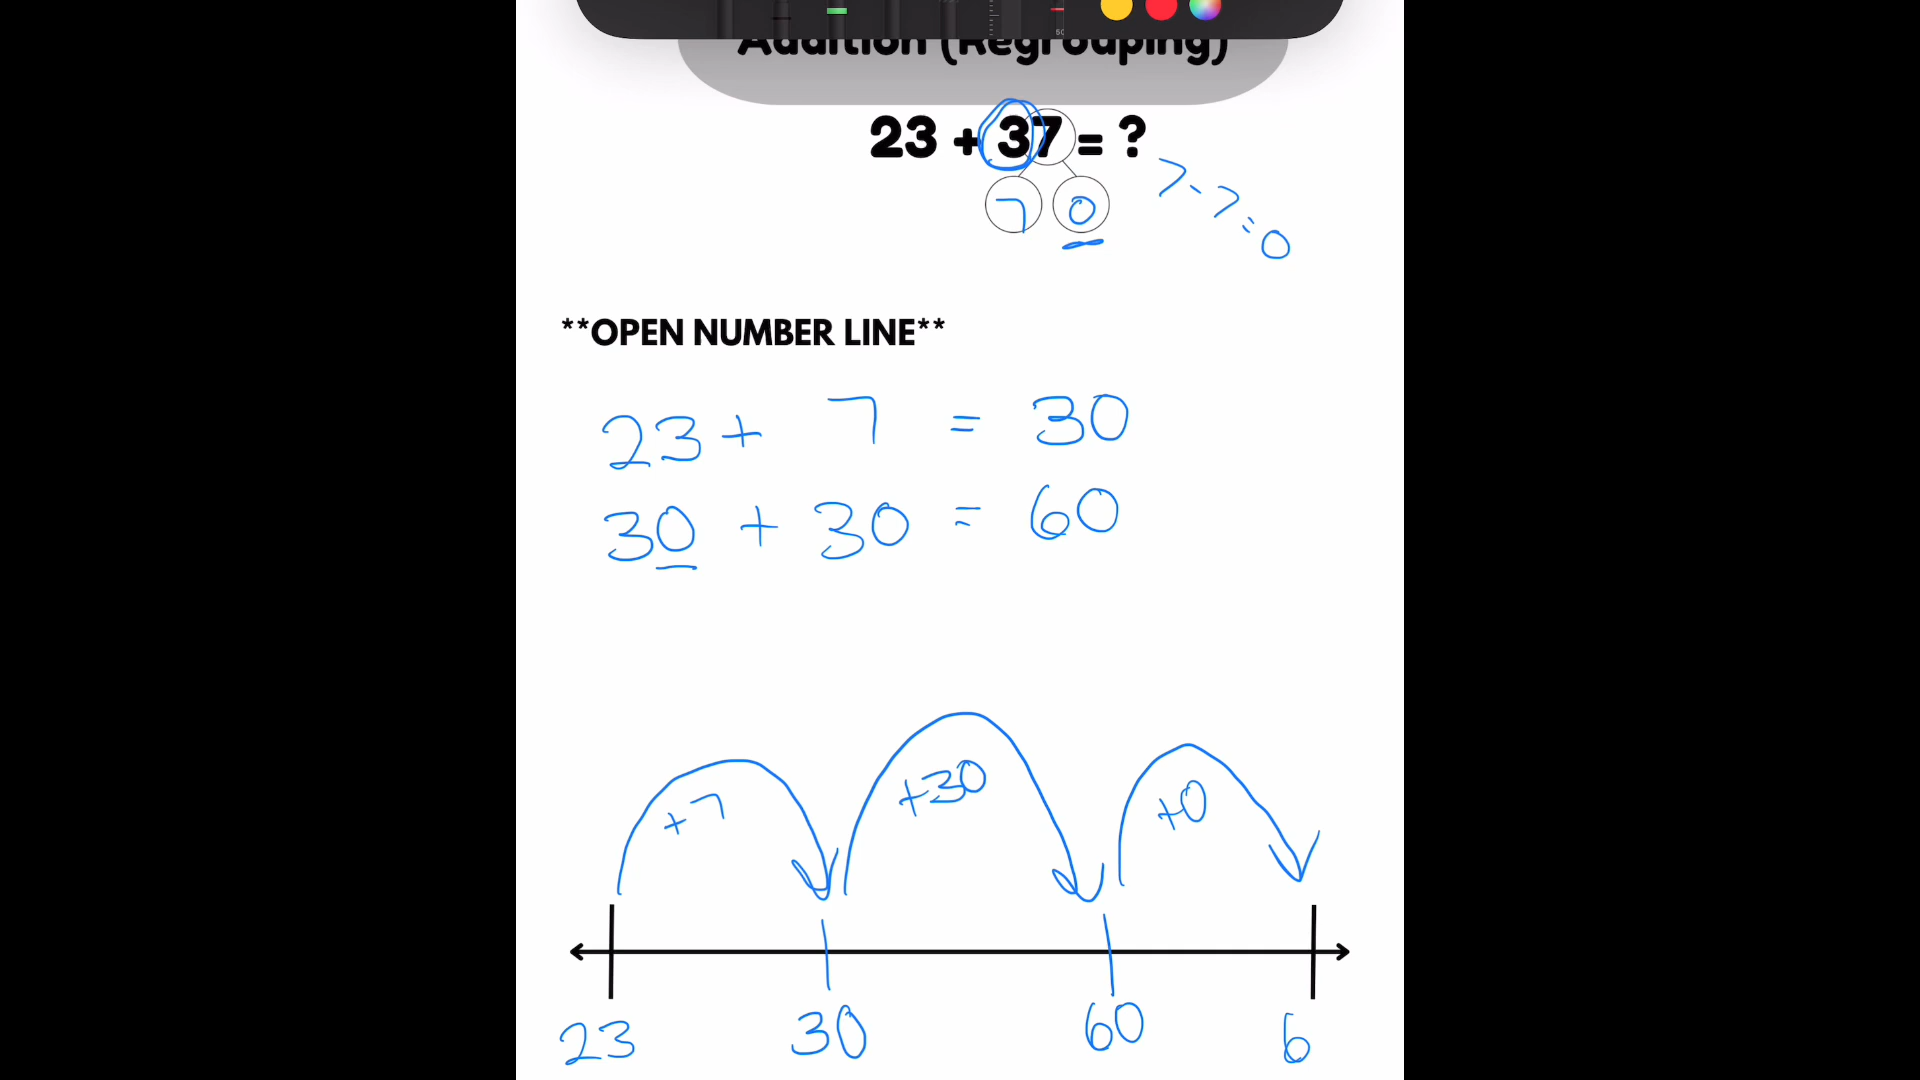 Addition (Regrouping)
23 + 37 = ?
7 0
7-7=0
**OPEN NUMBER LINE**
23 + 7 = 30
30 + 30 = 60
+7 +30 +0
23 30 60 6